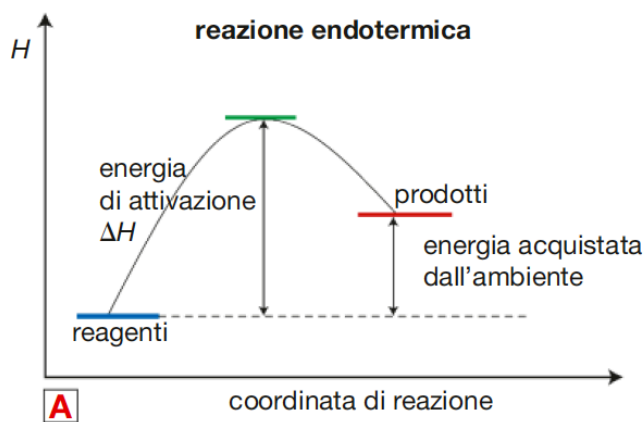 reazione endotermica
H
energia
di attivazione
ΔH
prodotti
energia acquistata
dall'ambiente
reagenti
A
coordinata di reazione